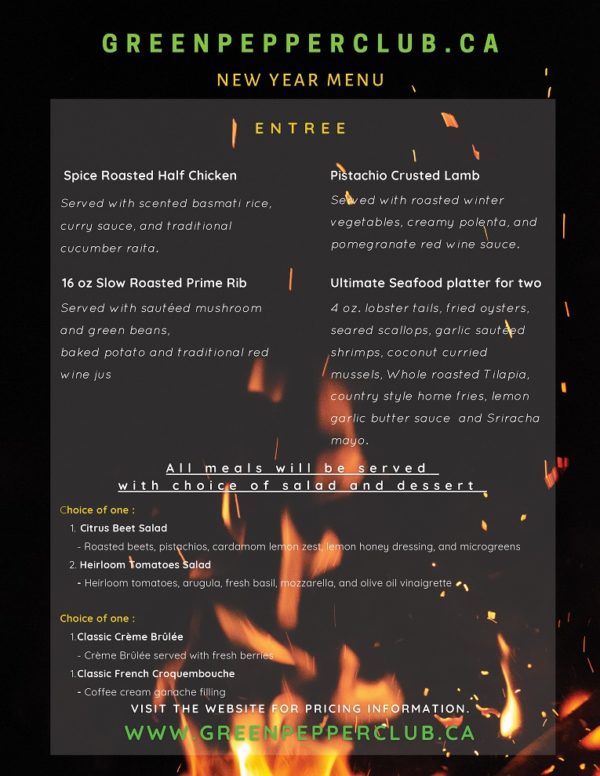 GREENPEPPERCLUB.CA
NEW YEAR MENU
ENTREE
Spice Roasted Half Chicken
Served with scented basmati rice,
curry sauce, and traditional
cucumber raita.
16 oz Slow Roasted Prime Rib
Served with sautéed mushroom
and green beans,
baked potato and traditional red
wine jus
Pistachio Crusted Lamb
Served with roasted winter
vegetables, creamy polenta, and
pomegranate red wine sauce.
Ultimate Seafood platter for two
4 oz. lobster tails, fried oysters,
seared scallops, garlic sautéed
shrimps, coconut curried
mussels, Whole roasted Tilapia,
country style home fries, lemon
garlic butter sauce and Sriracha
mayo.
All meals will be served
with choice of salad and dessert
Choice of one :
1. Citrus Beet Salad
- Roasted beets, pistachios, cardamom lemon zest, lemon honey dressing, and microgreens
2. Heirloom Tomatoes Salad
- Heirloom tomatoes, arugula, fresh basil, mozzarella, and olive oil vinaigrette
Choice of one :
1.Classic Crème Brûlée
- Crème Brûlée served with fresh berries
1.Classic French Croquembouche
- Coffee cream ganache filling
VISIT THE WEBSITE FOR PRICING INFORMATION.
WWW.GREENPEPPERCLUB.CA